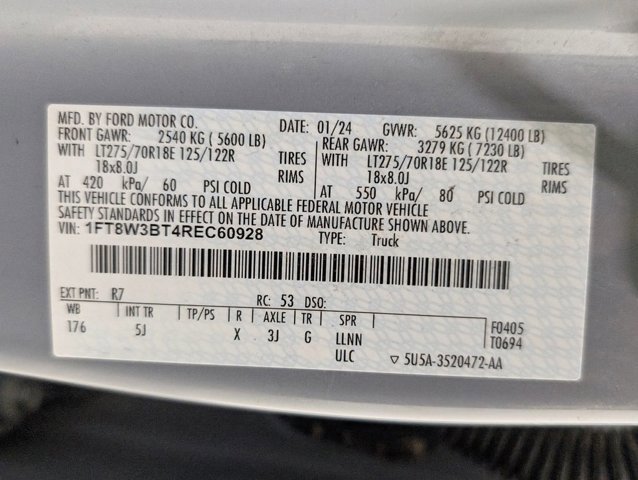 MFD. BY FORD MOTOR CO. DATE: 01/24 GVWR: 5625 KG (12400 LB)
FRONT GAWR: 2540 KG ( 5600 LB) REAR GAWR: 3279 KG ( 7230 LB)
WITH LT275/70R18E 125/122R TIRES WITH LT275/70R18E 125/122R TIRES
18x8.0J RIMS 18x8.0J RIMS
AT 420 kPa/ 60 PSI COLD AT 550 kPa/ 80 PSI COLD
THIS VEHICLE CONFORMS TO ALL APPLICABLE FEDERAL MOTOR VEHICLE
SAFETY STANDARDS IN EFFECT ON THE DATE OF MANUFACTURE SHOWN ABOVE.
VIN: 1FT8W3BT4REC60928 TYPE: Truck
EXT PNT: R7 RC: 53 DSO:
WB INT TR TP/PS R AXLE TR SPR F0405
176 5J X 3J G LLNN T0694
ULC 5U5A-3520472-AA